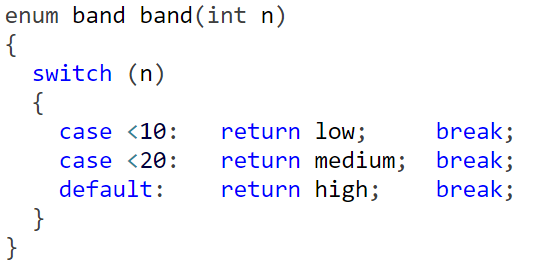 enum band band(int n)
{
  switch (n)
  {
    case <10:   return low;     break;
    case <20:   return medium;  break;
    default:    return high;    break;
  }
}